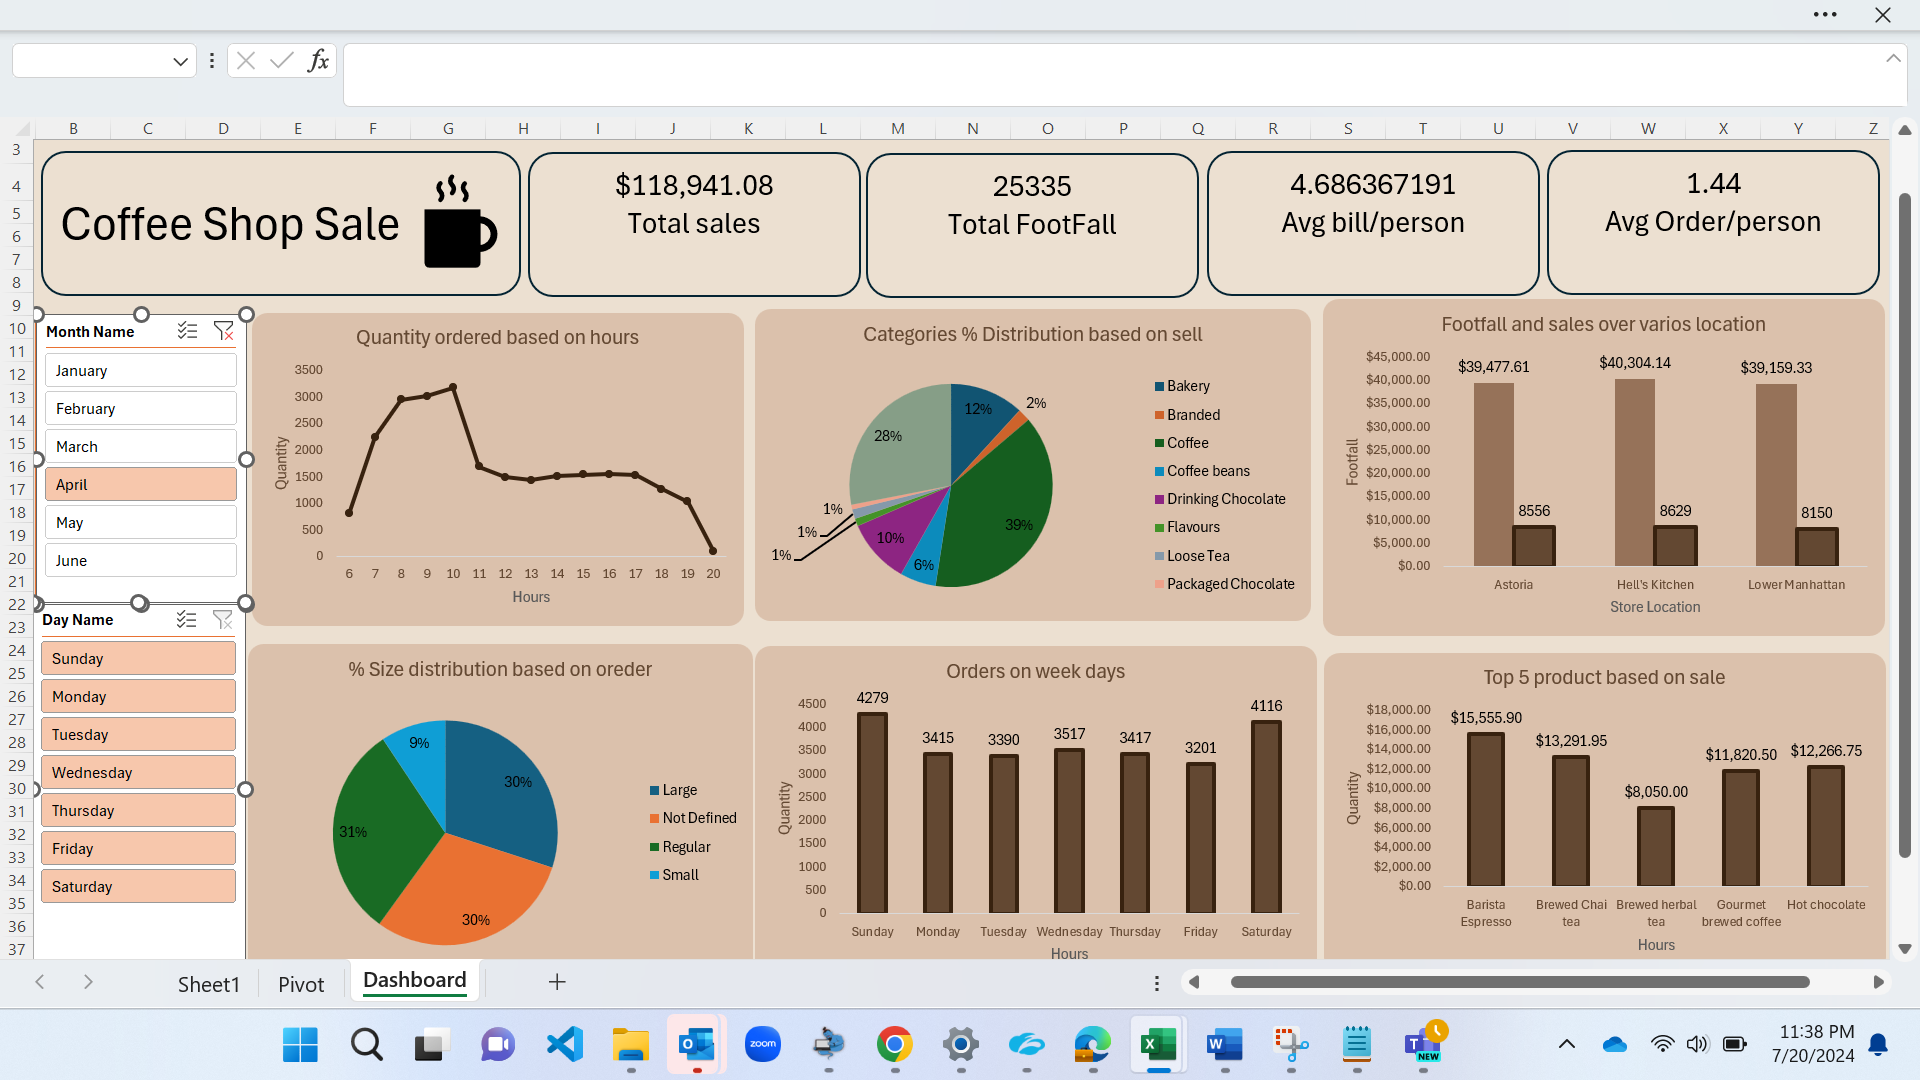 fx
B C D E F G H I J K L M N O P Q R S T U V W X Y Z
3
4
5
6
7
8
9
10
11
12
13
14
15
16
17
18
19
20
21
22
23
24
25
26
27
28
29
30
31
32
33
34
35
36
37
Coffee Shop Sale
$118,941.08
Total sales
25335
Total FootFall
4.686367191
Avg bill/person
1.44
Avg Order/person
Month Name
January
February
March
April
May
June
Day Name
Sunday
Monday
Tuesday
Wednesday
Thursday
Friday
Saturday
Quantity ordered based on hours
Quantity
3500
3000
2500
2000
1500
1000
500
0
6 7 8 9 10 11 12 13 14 15 16 17 18 19 20
Hours
Categories % Distribution based on sell
12%
2%
28%
39%
1%
1%
1%
10%
6%
Bakery
Branded
Coffee
Coffee beans
Drinking Chocolate
Flavours
Loose Tea
Packaged Chocolate
Footfall and sales over varios location
Footfall
$45,000.00
$40,000.00
$35,000.00
$30,000.00
$25,000.00
$20,000.00
$15,000.00
$10,000.00
$5,000.00
$0.00
$39,477.61
$40,304.14
$39,159.33
8556
8629
8150
Astoria
Hell's Kitchen
Lower Manhattan
Store Location
% Size distribution based on oreder
9%
30%
31%
30%
Large
Not Defined
Regular
Small
Orders on week days
Quantity
4500
4000
3500
3000
2500
2000
1500
1000
500
0
4279
3415
3390
3517
3417
3201
4116
Sunday Monday Tuesday Wednesday Thursday Friday Saturday
Hours
Top 5 product based on sale
Quantity
$18,000.00
$16,000.00
$14,000.00
$12,000.00
$10,000.00
$8,000.00
$6,000.00
$4,000.00
$2,000.00
$0.00
$15,555.90
$13,291.95
$8,050.00
$11,820.50
$12,266.75
Barista
Espresso
Brewed Chai
tea
Brewed herbal
tea
Gourmet
brewed coffee
Hot chocolate
Hours
Sheet1
Pivot
Dashboard
zoom
NEW
11:38 PM
7/20/2024